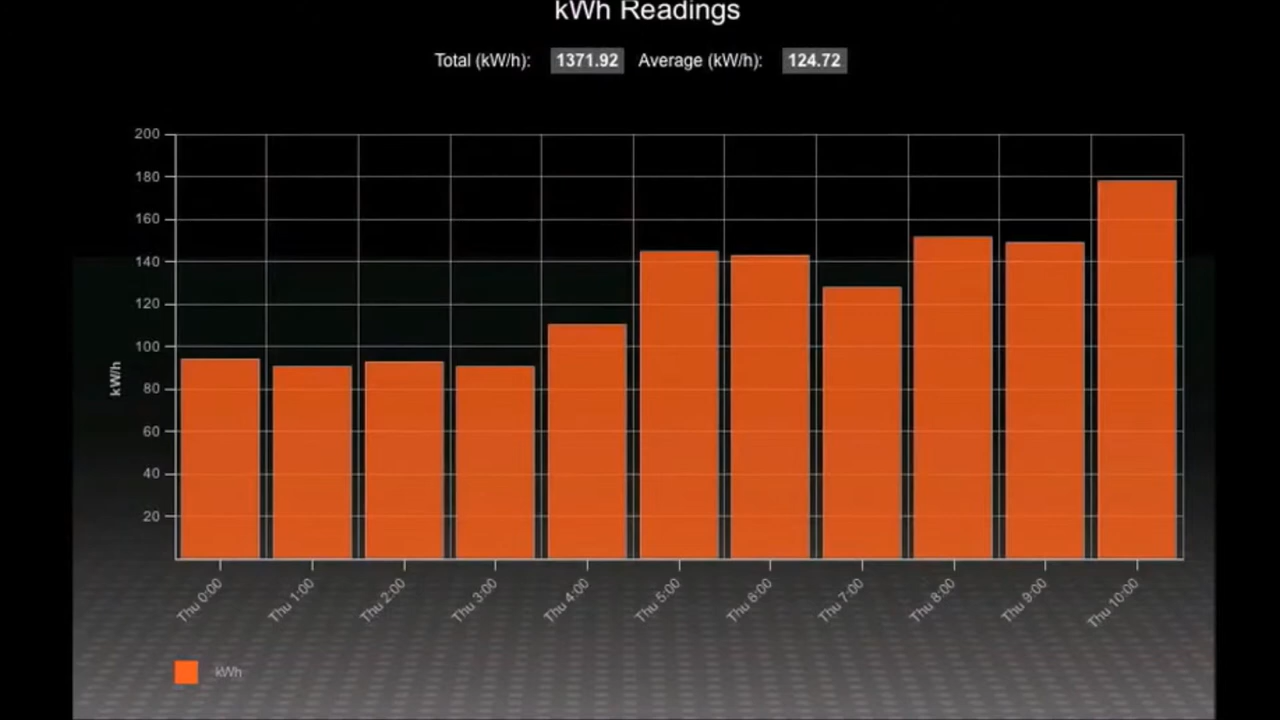 kWh Readings
Total (kW/h): 1371.92 Average (kW/h): 124.72
200
180
160
140
120
100
80
60
40
20
kW/h
Thu 0:00 Thu 1:00 Thu 2:00 Thu 3:00 Thu 4:00 Thu 5:00 Thu 6:00 Thu 7:00 Thu 8:00 Thu 9:00 Thu 10:00
kWh